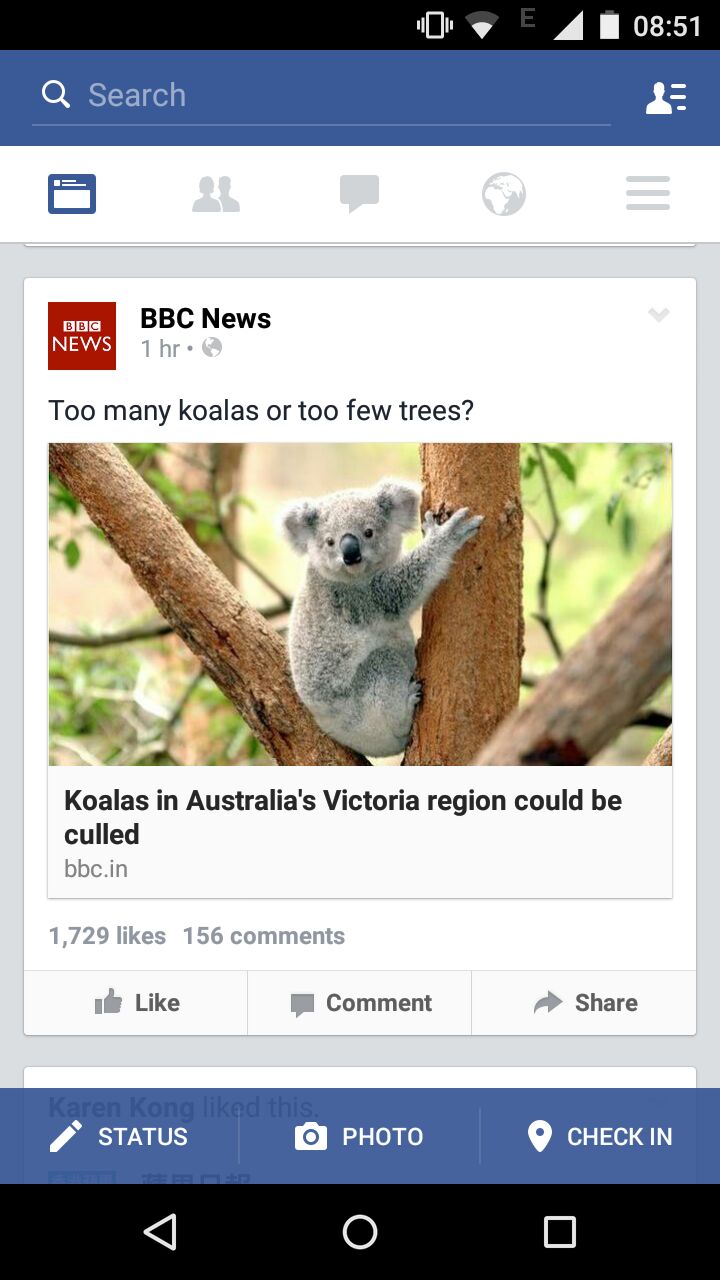 E 08:51
Search
BBC
NEWS
BBC News
1 hr •
Too many koalas or too few trees?
Koalas in Australia's Victoria region could be
culled
bbc.in
1,729 likes 156 comments
Like Comment Share
Karen Kong liked this.
STATUS PHOTO CHECK IN